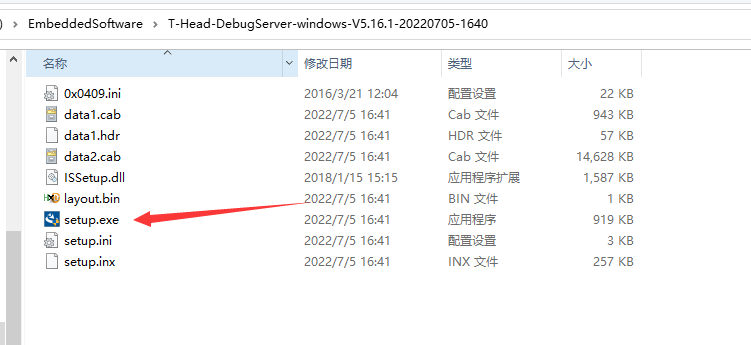 ) › EmbeddedSoftware › T-Head-DebugServer-windows-V5.16.1-20220705-1640
名称 修改日期 类型 大小
0x0409.ini 2016/3/21 12:04 配置设置 22 KB
data1.cab 2022/7/5 16:41 Cab 文件 943 KB
data1.hdr 2022/7/5 16:41 HDR 文件 57 KB
data2.cab 2022/7/5 16:41 Cab 文件 14,628 KB
ISSetup.dll 2018/1/15 15:15 应用程序扩展 1,587 KB
layout.bin 2022/7/5 16:41 BIN 文件 1 KB
setup.exe 2022/7/5 16:41 应用程序 919 KB
setup.ini 2022/7/5 16:41 配置设置 3 KB
setup.inx 2022/7/5 16:41 INX 文件 257 KB